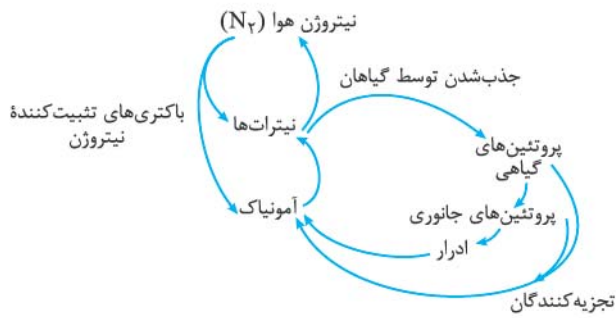 نیتروژن هوا (N۲)
جذب‌شدن توسط گیاهان
باکتری‌های تثبیت‌کنندهٔ
نیتروژن
نیترات‌ها
پروتئین‌های
گیاهی
آمونیاک
پروتئین‌های جانوری
ادرار
تجزیه‌کنندگان